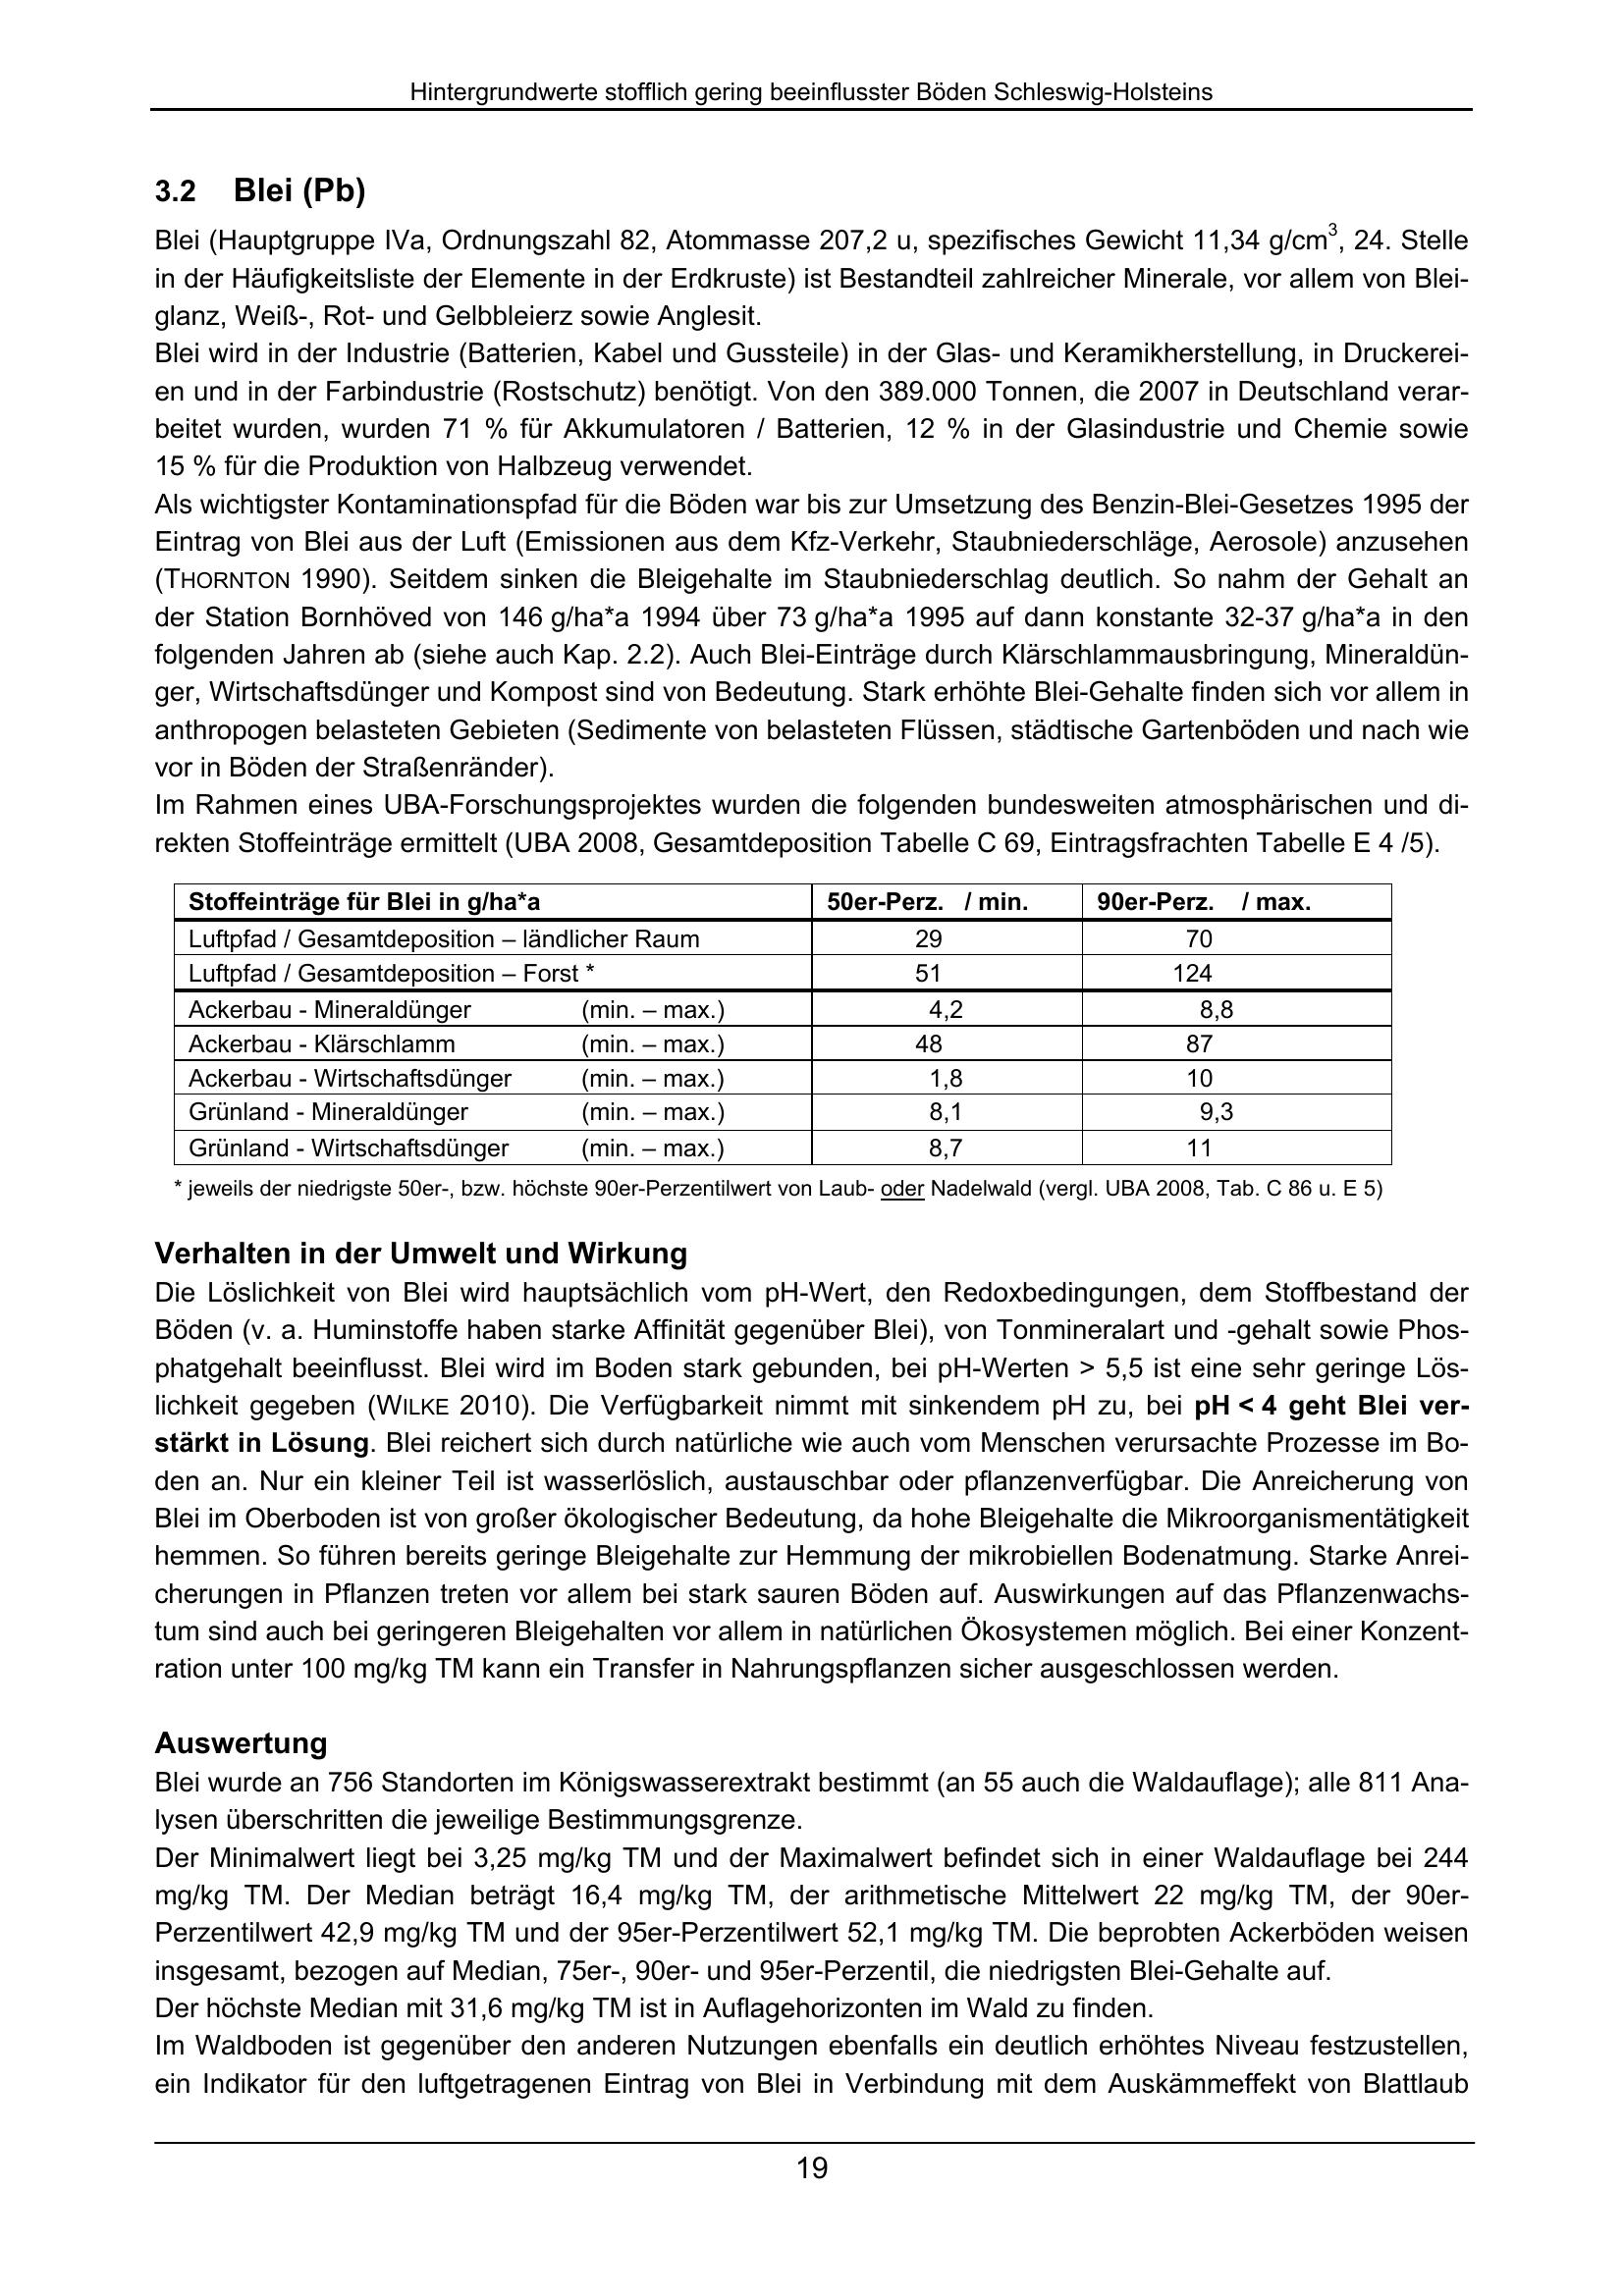 Hintergrundwerte stofflich gering beeinflusster Böden Schleswig-Holsteins
3.2 Blei (Pb)
Blei (Hauptgruppe IVa, Ordnungszahl 82, Atommasse 207,2 u, spezifisches Gewicht 11,34 g/cm³, 24. Stelle
in der Häufigkeitsliste der Elemente in der Erdkruste) ist Bestandteil zahlreicher Minerale, vor allem von Blei-
glanz, Weiß-, Rot- und Gelbbleierz sowie Anglesit.
Blei wird in der Industrie (Batterien, Kabel und Gussteile) in der Glas- und Keramikherstellung, in Druckerei-
en und in der Farbindustrie (Rostschutz) benötigt. Von den 389.000 Tonnen, die 2007 in Deutschland verar-
beitet wurden, wurden 71 % für Akkumulatoren / Batterien, 12 % in der Glasindustrie und Chemie sowie
15 % für die Produktion von Halbzeug verwendet.
Als wichtigster Kontaminationspfad für die Böden war bis zur Umsetzung des Benzin-Blei-Gesetzes 1995 der
Eintrag von Blei aus der Luft (Emissionen aus dem Kfz-Verkehr, Staubniederschläge, Aerosole) anzusehen
(THORNTON 1990). Seitdem sinken die Bleigehalte im Staubniederschlag deutlich. So nahm der Gehalt an
der Station Bornhöved von 146 g/ha*a 1994 über 73 g/ha*a 1995 auf dann konstante 32-37 g/ha*a in den
folgenden Jahren ab (siehe auch Kap. 2.2). Auch Blei-Einträge durch Klärschlammausbringung, Mineraldün-
ger, Wirtschaftsdünger und Kompost sind von Bedeutung. Stark erhöhte Blei-Gehalte finden sich vor allem in
anthropogen belasteten Gebieten (Sedimente von belasteten Flüssen, städtische Gartenböden und nach wie
vor in Böden der Straßenränder).
Im Rahmen eines UBA-Forschungsprojektes wurden die folgenden bundesweiten atmosphärischen und di-
rekten Stoffeinträge ermittelt (UBA 2008, Gesamtdeposition Tabelle C 69, Eintragsfrachten Tabelle E 4 /5).
Stoffeinträge für Blei in g/ha*a 50er-Perz. / min. 90er-Perz. / max.
Luftpfad / Gesamtdeposition – ländlicher Raum 29 70
Luftpfad / Gesamtdeposition – Forst * 51 124
Ackerbau - Mineraldünger (min. – max.) 4,2 8,8
Ackerbau - Klärschlamm (min. – max.) 48 87
Ackerbau - Wirtschaftsdünger (min. – max.) 1,8 10
Grünland - Mineraldünger (min. – max.) 8,1 9,3
Grünland - Wirtschaftsdünger (min. – max.) 8,7 11
* jeweils der niedrigste 50er-, bzw. höchste 90er-Perzentilwert von Laub- oder Nadelwald (vergl. UBA 2008, Tab. C 86 u. E 5)
Verhalten in der Umwelt und Wirkung
Die Löslichkeit von Blei wird hauptsächlich vom pH-Wert, den Redoxbedingungen, dem Stoffbestand der
Böden (v. a. Huminstoffe haben starke Affinität gegenüber Blei), von Tonmineralart und -gehalt sowie Phos-
phatgehalt beeinflusst. Blei wird im Boden stark gebunden, bei pH-Werten > 5,5 ist eine sehr geringe Lös-
lichkeit gegeben (WILKE 2010). Die Verfügbarkeit nimmt mit sinkendem pH zu, bei pH < 4 geht Blei ver-
stärkt in Lösung. Blei reichert sich durch natürliche wie auch vom Menschen verursachte Prozesse im Bo-
den an. Nur ein kleiner Teil ist wasserlöslich, austauschbar oder pflanzenverfügbar. Die Anreicherung von
Blei im Oberboden ist von großer ökologischer Bedeutung, da hohe Bleigehalte die Mikroorganismentätigkeit
hemmen. So führen bereits geringe Bleigehalte zur Hemmung der mikrobiellen Bodenatmung. Starke Anrei-
cherungen in Pflanzen treten vor allem bei stark sauren Böden auf. Auswirkungen auf das Pflanzenwachs-
tum sind auch bei geringeren Bleigehalten vor allem in natürlichen Ökosystemen möglich. Bei einer Konzent-
ration unter 100 mg/kg TM kann ein Transfer in Nahrungspflanzen sicher ausgeschlossen werden.
Auswertung
Blei wurde an 756 Standorten im Königswasserextrakt bestimmt (an 55 auch die Waldauflage); alle 811 Ana-
lysen überschritten die jeweilige Bestimmungsgrenze.
Der Minimalwert liegt bei 3,25 mg/kg TM und der Maximalwert befindet sich in einer Waldauflage bei 244
mg/kg TM. Der Median beträgt 16,4 mg/kg TM, der arithmetische Mittelwert 22 mg/kg TM, der 90er-
Perzentilwert 42,9 mg/kg TM und der 95er-Perzentilwert 52,1 mg/kg TM. Die beprobten Ackerböden weisen
insgesamt, bezogen auf Median, 75er-, 90er- und 95er-Perzentil, die niedrigsten Blei-Gehalte auf.
Der höchste Median mit 31,6 mg/kg TM ist in Auflagehorizonten im Wald zu finden.
Im Waldboden ist gegenüber den anderen Nutzungen ebenfalls ein deutlich erhöhtes Niveau festzustellen,
ein Indikator für den luftgetragenen Eintrag von Blei in Verbindung mit dem Auskämmeffekt von Blattlaub
19